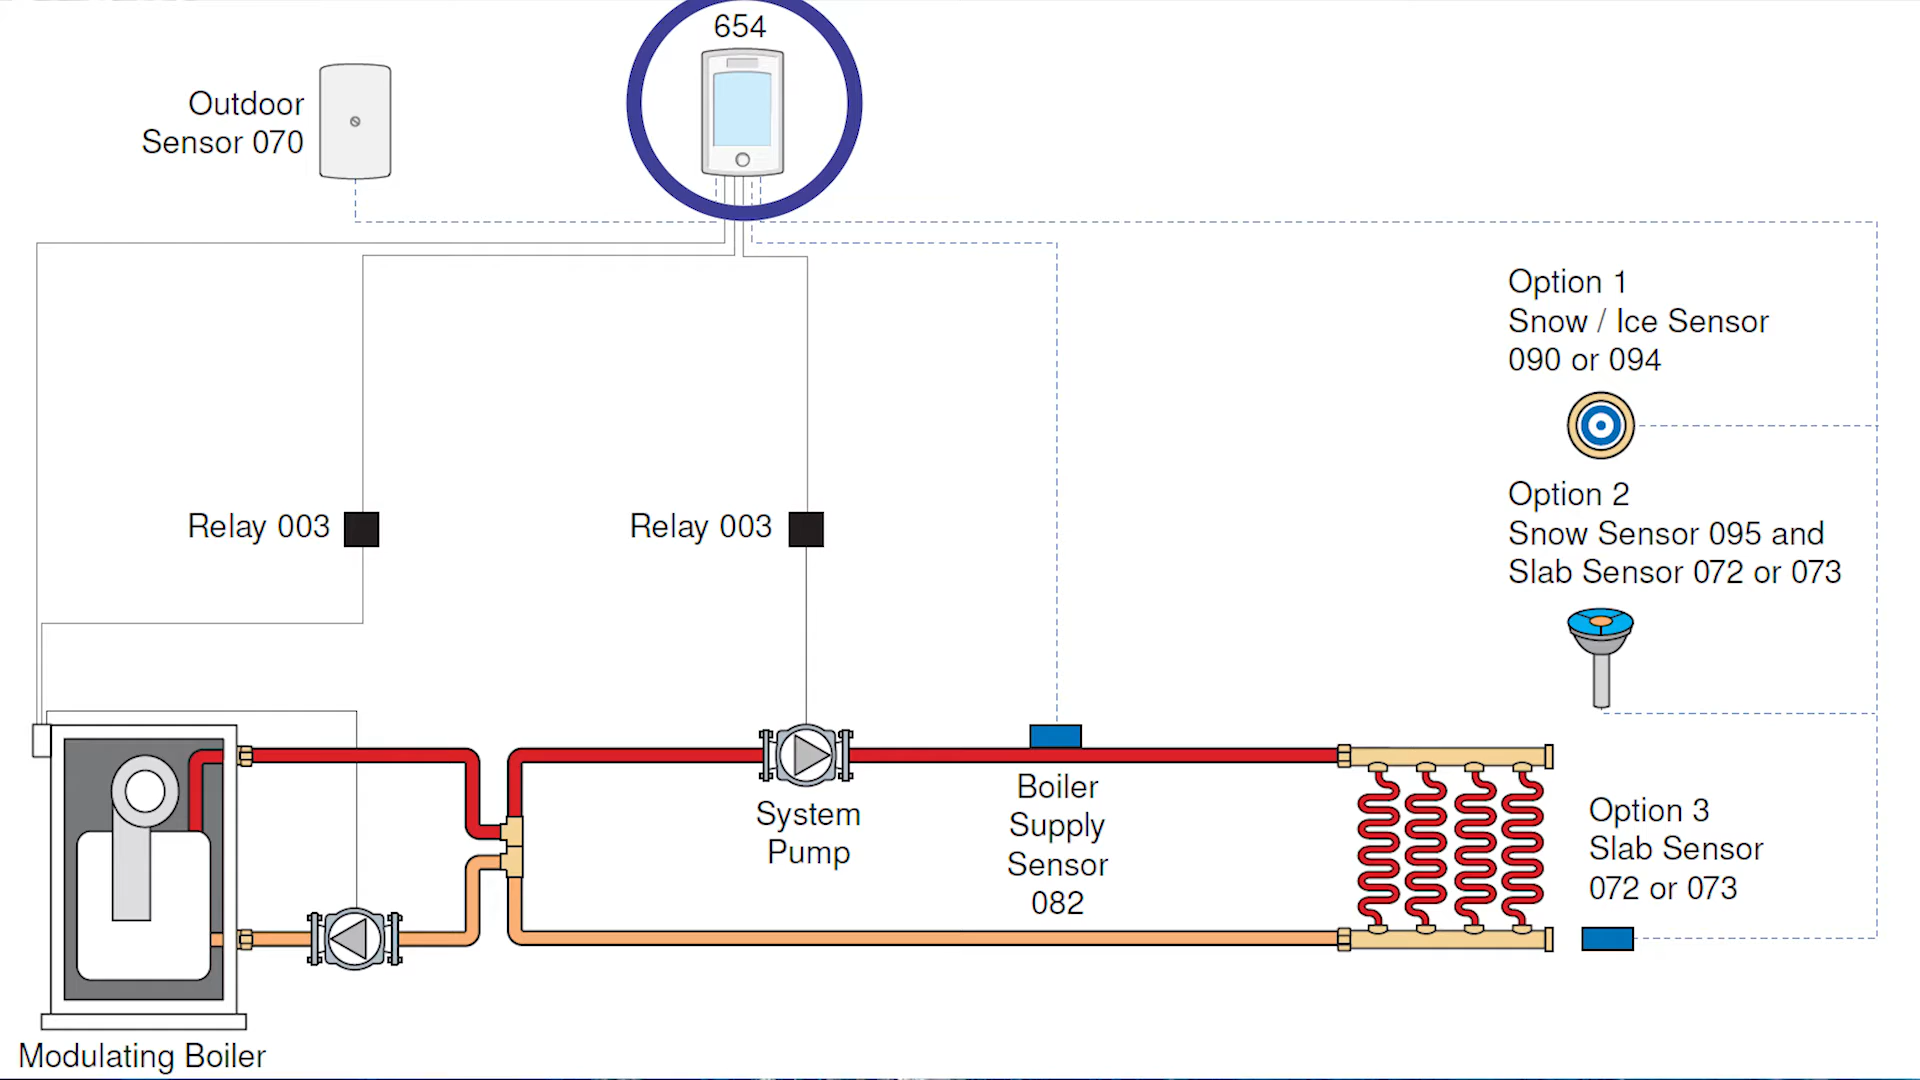 654
Outdoor
Sensor 070
Option 1
Snow / Ice Sensor
090 or 094
Option 2
Snow Sensor 095 and
Slab Sensor 072 or 073
Relay 003
Relay 003
System
Pump
Boiler
Supply
Sensor
082
Option 3
Slab Sensor
072 or 073
Modulating Boiler